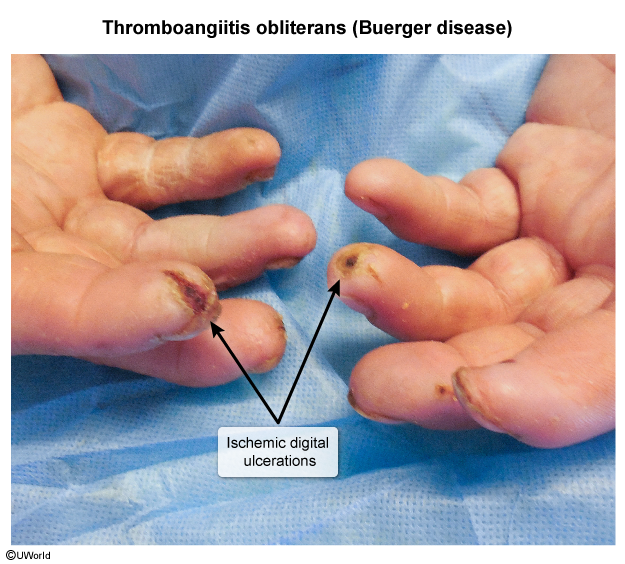 Thromboangiitis obliterans (Buerger disease)
Ischemic digital
ulcerations
©UWorld